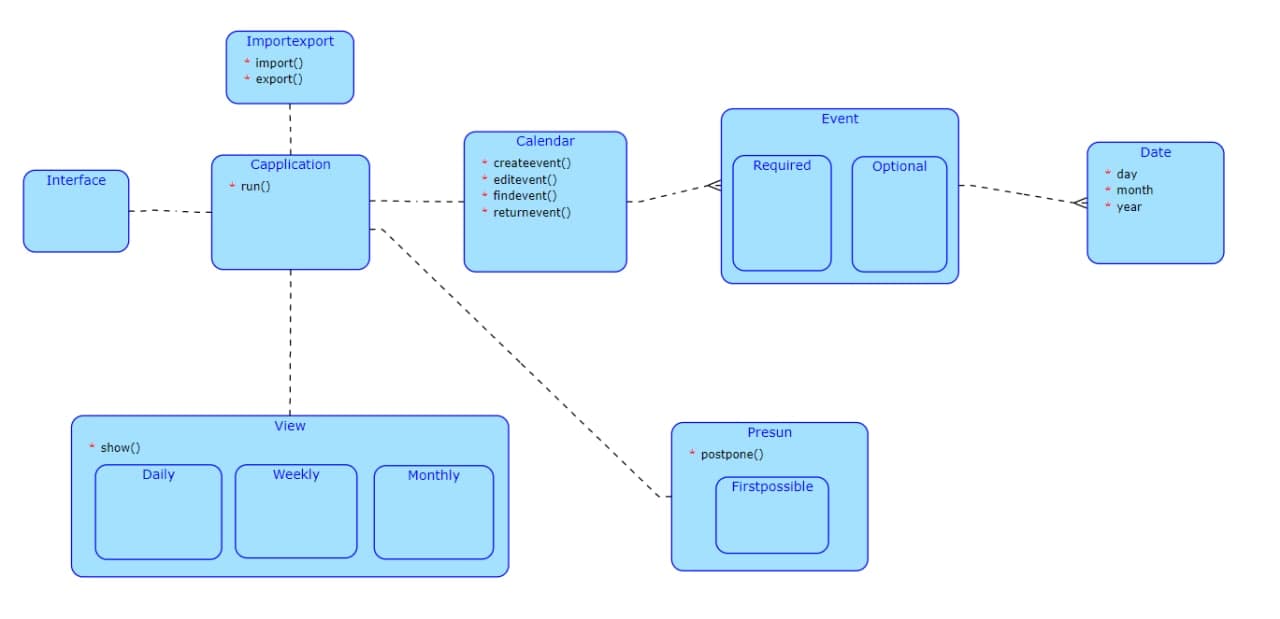 Importexport
* import()
* export()
Interface
Capplication
* run()
Calendar
* createevent()
* editevent()
* findevent()
* returnevent()
Event
Required
Optional
Date
* day
* month
* year
View
* show()
Daily
Weekly
Monthly
Presun
* postpone()
Firstpossible